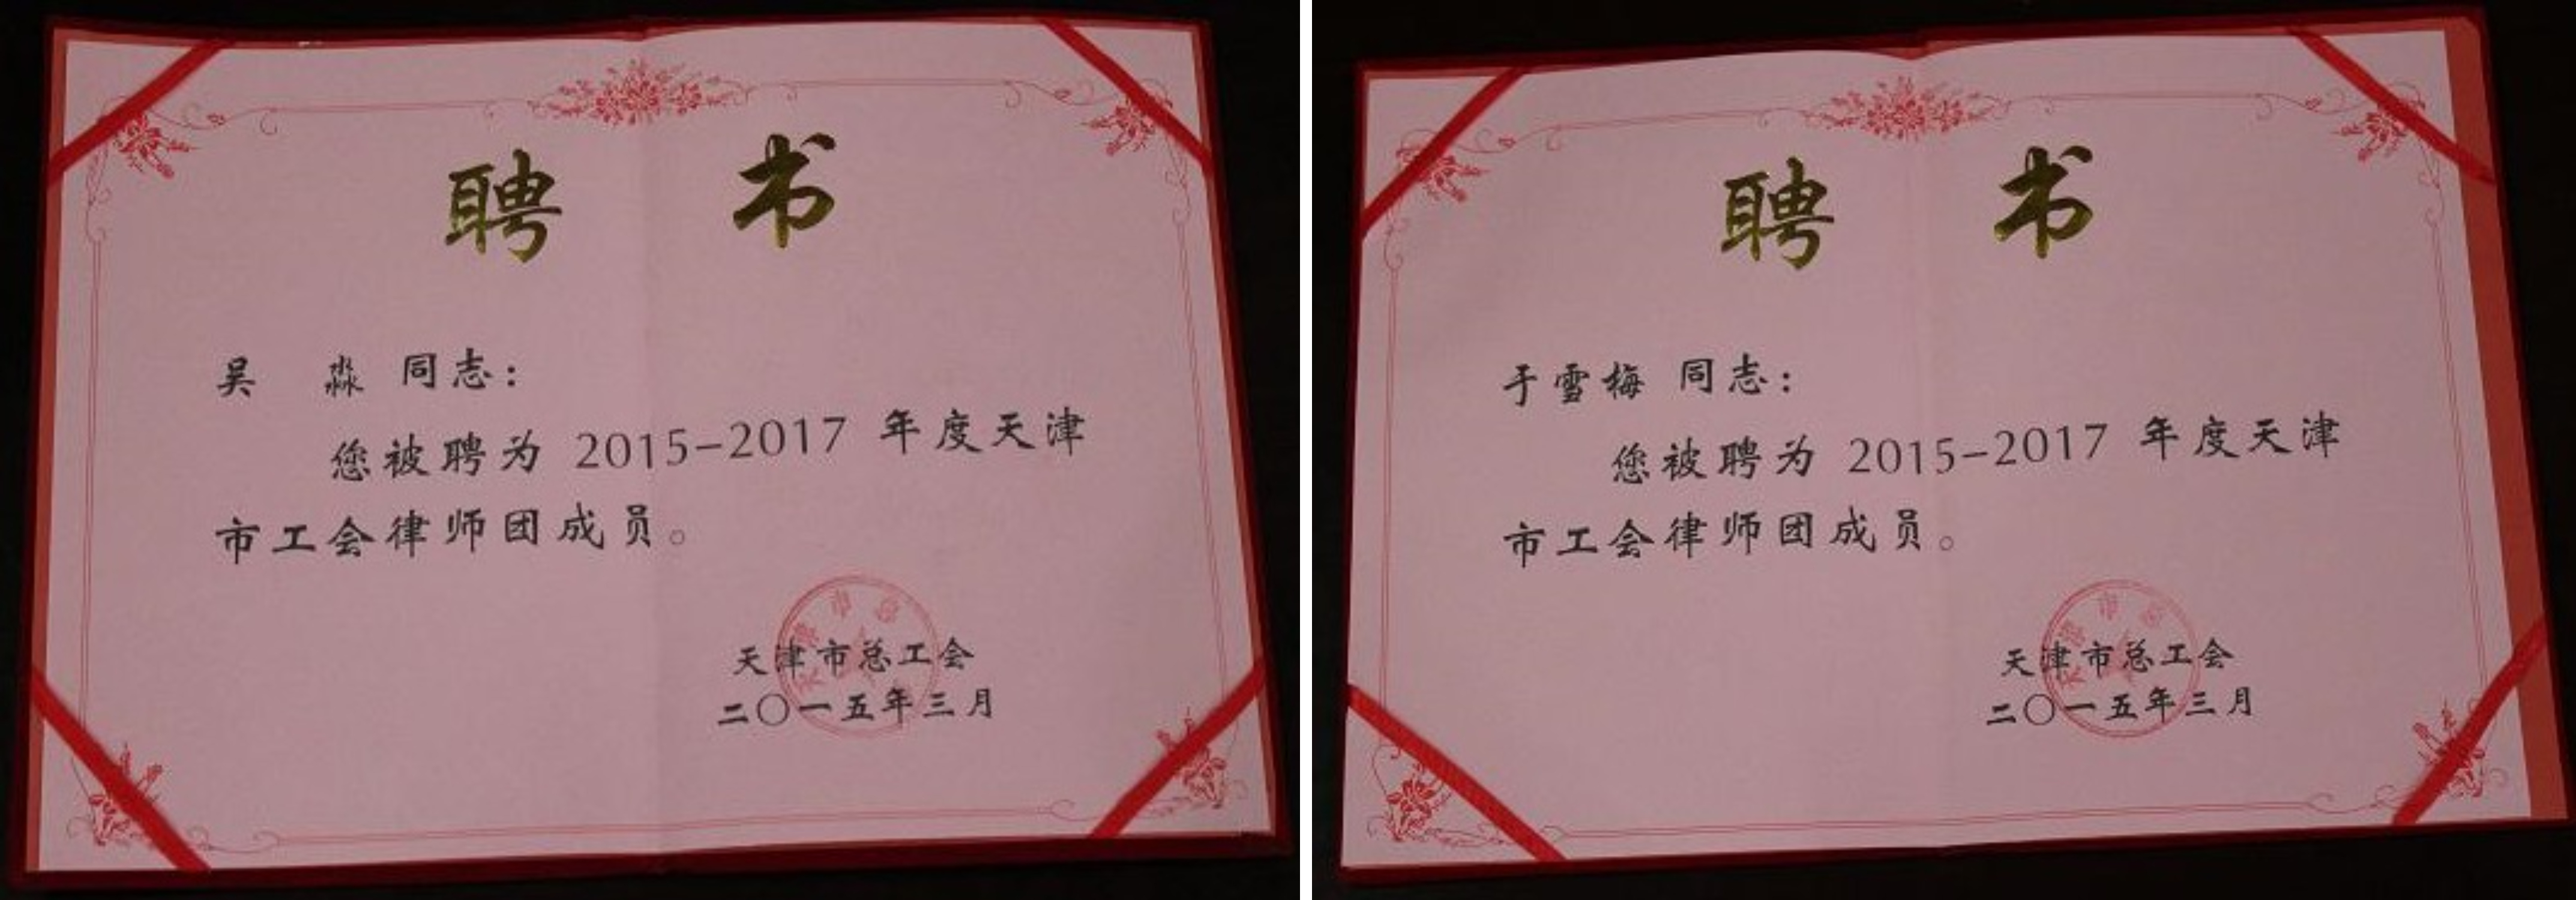 聘 书
吴 淼 同志：
您被聘为 2015-2017 年度天津
市工会律师团成员。
天津市总工会
二〇一五年三月
聘 书
于雪梅 同志：
您被聘为 2015-2017 年度天津
市工会律师团成员。
天津市总工会
二〇一五年三月